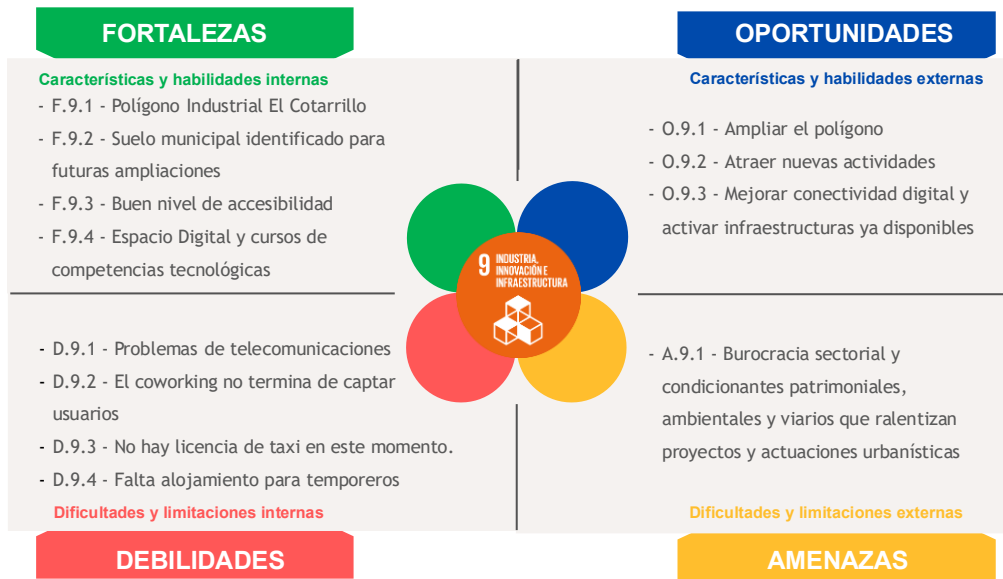 FORTALEZAS
Características y habilidades internas
- F.9.1 - Polígono Industrial El Cotarrillo
- F.9.2 - Suelo municipal identificado para
futuras ampliaciones
- F.9.3 - Buen nivel de accesibilidad
- F.9.4 - Espacio Digital y cursos de
competencias tecnológicas
OPORTUNIDADES
Características y habilidades externas
- O.9.1 - Ampliar el polígono
- O.9.2 - Atraer nuevas actividades
- O.9.3 - Mejorar conectividad digital y
activar infraestructuras ya disponibles
9 INDUSTRIA,
INNOVACIÓN E
INFRAESTRUCTURA
- D.9.1 - Problemas de telecomunicaciones
- D.9.2 - El coworking no termina de captar
usuarios
- D.9.3 - No hay licencia de taxi en este momento.
- D.9.4 - Falta alojamiento para temporeros
Dificultades y limitaciones internas
DEBILIDADES
- A.9.1 - Burocracia sectorial y
condicionantes patrimoniales,
ambientales y viarios que ralentizan
proyectos y actuaciones urbanísticas
Dificultades y limitaciones externas
AMENAZAS